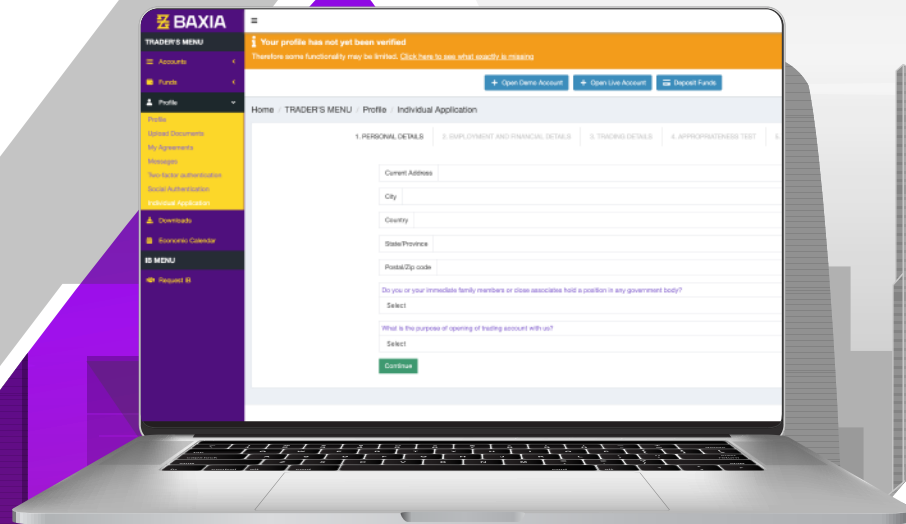 BAXIA
TRADER'S MENU
Accounts
Funds
Profile
Profile
Upload Documents
My Agreements
Messages
Two-factor authentication
Social Authentication
Individual Application
Downloads
Economic Calendar
IB MENU
Request IB
Your profile has not yet been verified
Therefore some functionality may be limited. Click here to see what exactly is missing
+ Open Demo Account
+ Open Live Account
Deposit Funds
Home / TRADER'S MENU / Profile / Individual Application
1. PERSONAL DETAILS
2. EMPLOYMENT AND FINANCIAL DETAILS
3. TRADING DETAILS
4. APPROPRIATENESS TEST
5.
Current Address
City
Country
State/Province
Postal/Zip code
Do you or your immediate family members or close associates hold a position in any government body?
Select
What is the purpose of opening of trading account with us?
Select
Continue